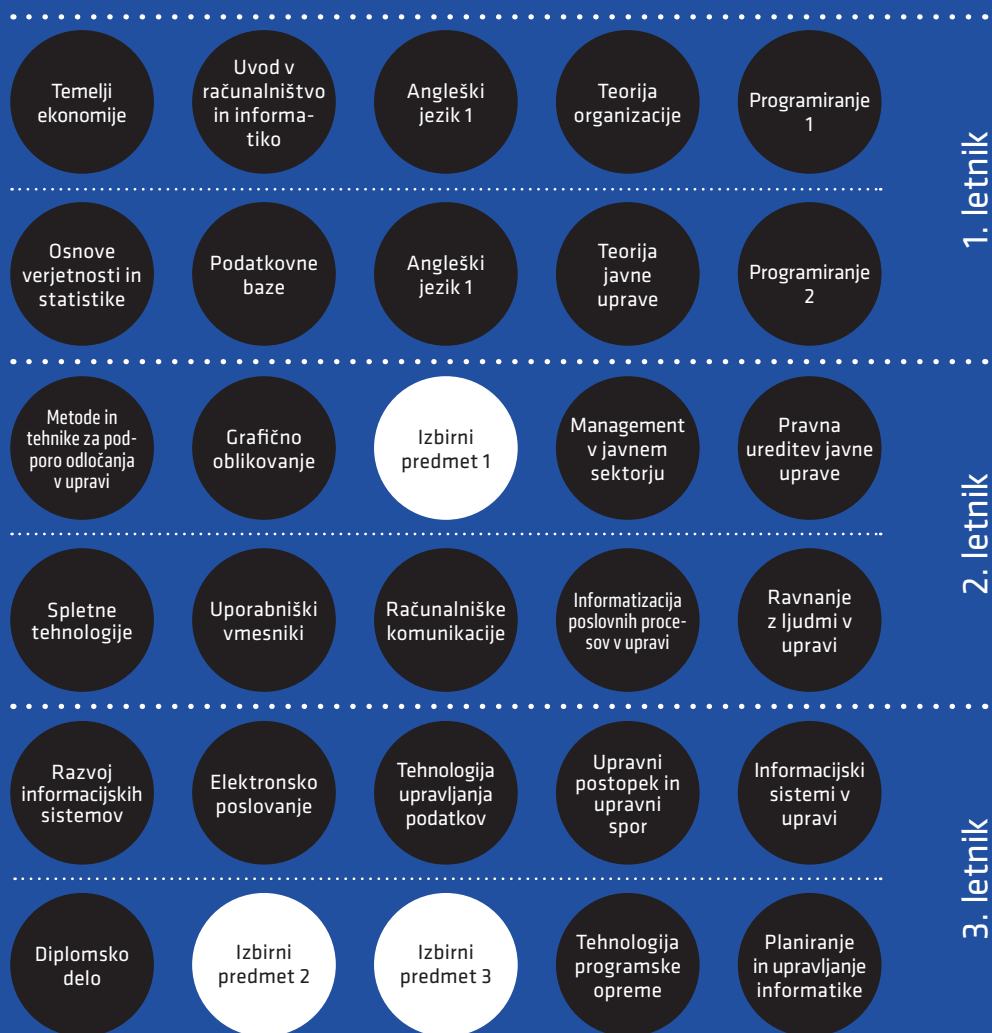 Temelji
ekonomije
Uvod v
računalništvo
in informa-
tiko
Angleški
jezik 1
Teorija
organizacije
Programiranje
1
Osnove
verjetnosti in
statistike
Podatkovne
baze
Angleški
jezik 1
Teorija
javne
uprave
Programiranje
2
1. letnik
Metode in
tehnike za pod-
poro odločanja
v upravi
Grafično
oblikovanje
Izbirni
predmet 1
Management
v javnem
sektorju
Pravna
ureditev javne
uprave
Spletne
tehnologije
Uporabniški
vmesniki
Računalniške
komunikacije
Informatizacija
poslovnih proce-
sov v upravi
Ravnanje
z ljudmi v
upravi
2. letnik
Razvoj
informacijskih
sistemov
Elektronsko
poslovanje
Tehnologija
upravljanja
podatkov
Upravni
postopek in
upravni
spor
Informacijski
sistemi v
upravi
Diplomsko
delo
Izbirni
predmet 2
Izbirni
predmet 3
Tehnologija
programske
opreme
Planiranje
in upravljanje
informatike
3. letnik